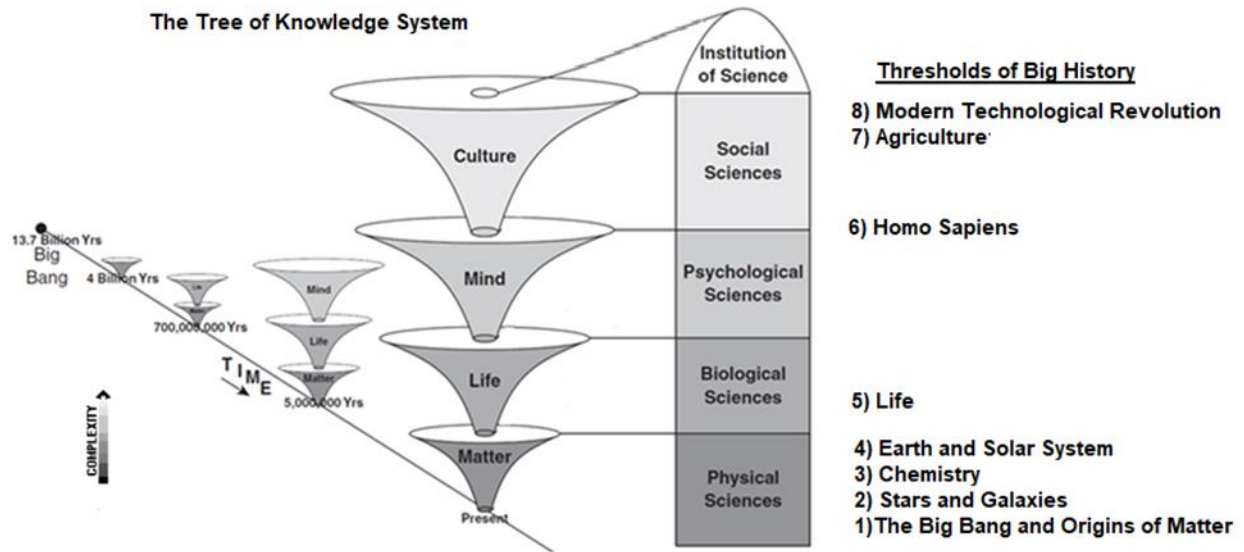 The Tree of Knowledge System
Institution
of Science
Thresholds of Big History
8) Modern Technological Revolution
7) Agriculture
Culture
Social
Sciences
6) Homo Sapiens
13.7 Billion Yrs
Big
Bang
4 Billion Yrs
Life
Matter
700,000,000 Yrs
Mind
Life
Matter
5,000,000 Yrs
TIME
COMPLEXITY
Mind
Psychological
Sciences
Life
Biological
Sciences
5) Life
Matter
Physical
Sciences
Present
4) Earth and Solar System
3) Chemistry
2) Stars and Galaxies
1)The Big Bang and Origins of Matter